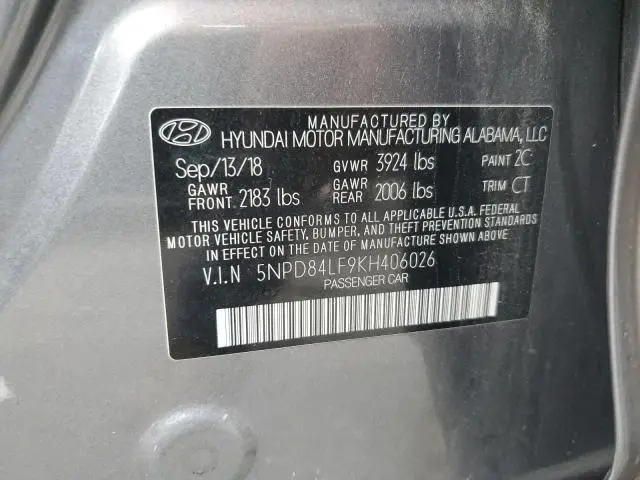 MANUFACTURED BY
HYUNDAI MOTOR MANUFACTURING ALABAMA, LLC
Sep/13/18 GVWR 3924 lbs PAINT 2C
GAWR FRONT 2183 lbs GAWR REAR 2006 lbs TRIM CT
THIS VEHICLE CONFORMS TO ALL APPLICABLE U.S.A. FEDERAL
MOTOR VEHICLE SAFETY, BUMPER, AND THEFT PREVENTION STANDARDS
IN EFFECT ON THE DATE OF MANUFACTURE SHOWN ABOVE.
V.I.N 5NPD84LF9KH406026
PASSENGER CAR